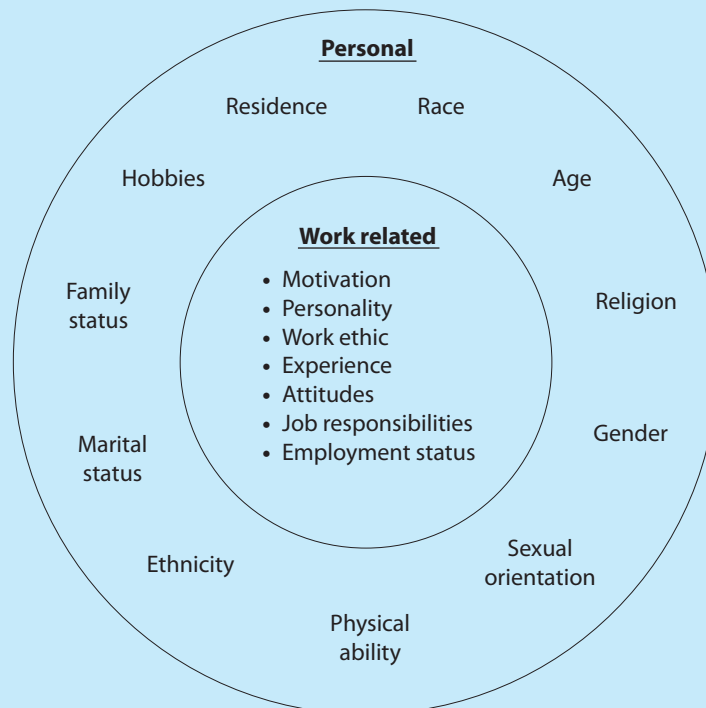 Personal
Residence
Race
Hobbies
Age
Work related
• Motivation
• Personality
• Work ethic
• Experience
• Attitudes
• Job responsibilities
• Employment status
Family
status
Religion
Marital
status
Gender
Ethnicity
Sexual
orientation
Physical
ability